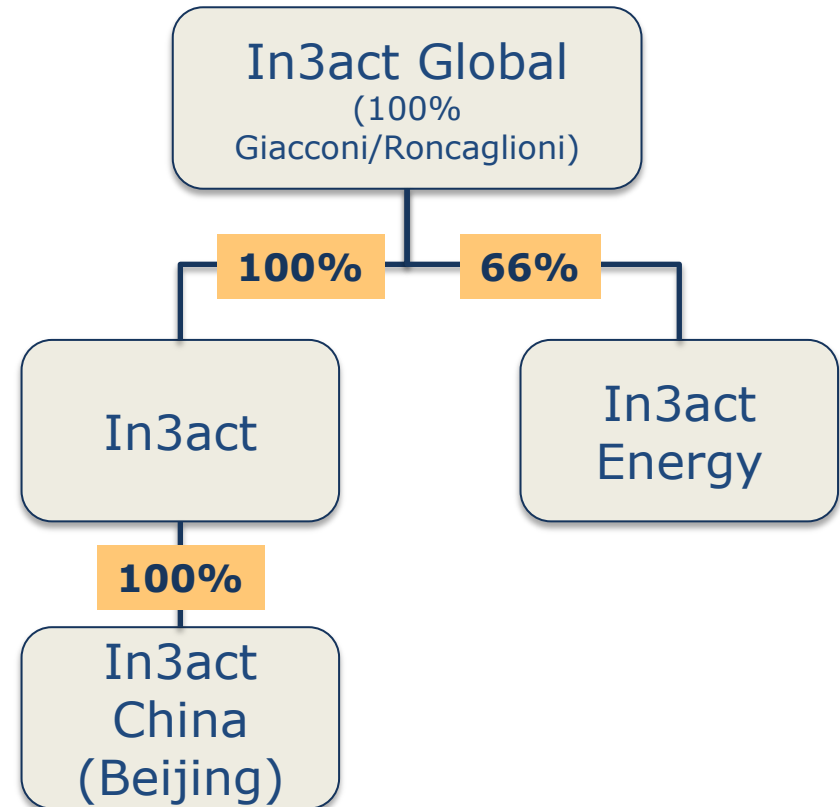 In3act Global
(100%
Giacconi/Roncaglioni)
100%
66%
In3act
In3act
Energy
100%
In3act
China
(Beijing)